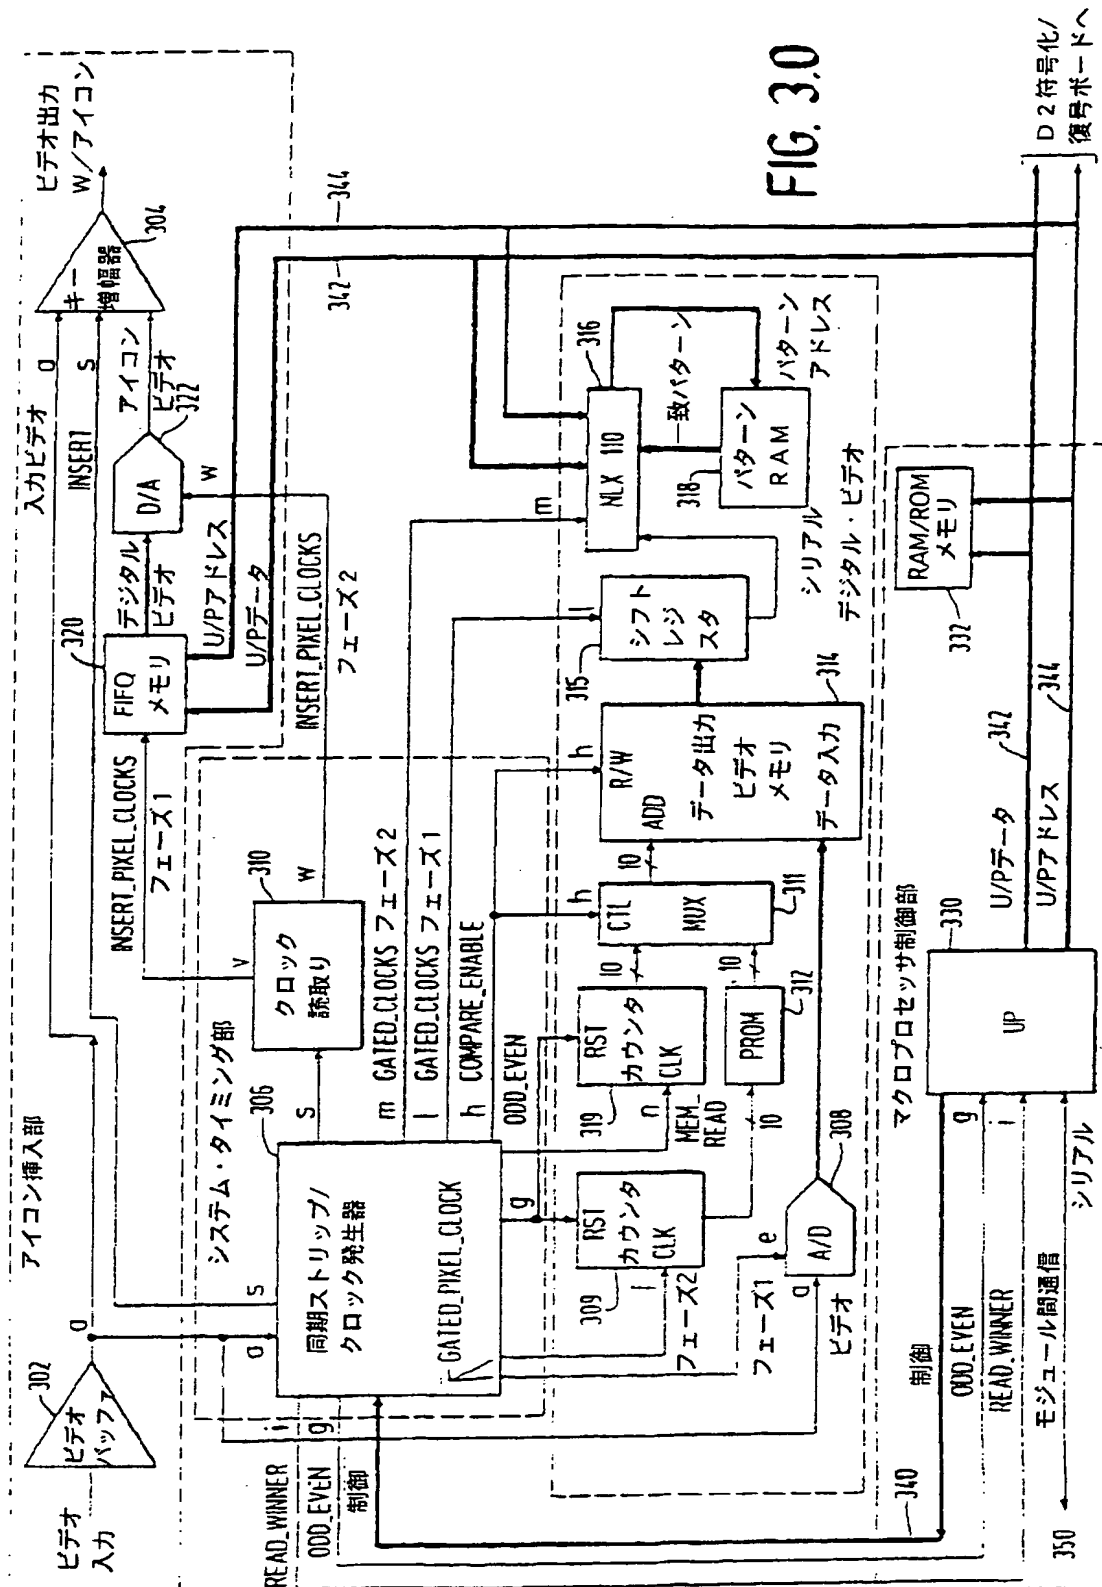 ビデオ
入力
ビデオ
バッファ
302
a
アイコン挿入部
入力ビデオ
a
INSERT
S
キー
増幅器
304
ビデオ出力
W/アイコン
アイコン
ビデオ
322
D/A
W
デジタル
ビデオ
320
FIFQ
メモリ
U/Pアドレス
U/Pデータ
342
344
INSERT_PIXEL_CLOCKS
フェーズ1
INSERT_PIXEL_CLOCKS
フェーズ2
システム・タイミング部
306
S
a
同期ストリップ/
クロック発生器
GATED_PIXEL_CLOCK
S
310
クロック
読取り
V
W
m GATED_CLOCKS フェーズ2
l GATED_CLOCKS フェーズ1
h COMPARE_ENABLE
ODD_EVEN
g
READ_WINNER
i
ODD_EVEN
g
制御
RST
カウンタ
CLK
309
フェーズ2
フェーズ1
e
a
ビデオ
A/D
308
n
MEM_
READ
10
RST
カウンタ
CLK
319
PROM
312
10
10
h
CTL
MUX
311
10
h
R/W
ADD
データ出力
ビデオ
メモリ
データ入力
314
l
シフト
レジ
スタ
315
シリアル
デジタル・ビデオ
m
NLX 110
316
一致パターン
パターン
RAM
318
パターン
アドレス
FIG. 3.0
マクロプロセッサ制御部
330
UP
g
i
制御
ODD_EVEN
READ_WINNER
モジュール間通信
シリアル
340
350
U/Pデータ
342
U/Pアドレス
344
RAM/ROM
メモリ
332
D2符号化/
復号ボードへ